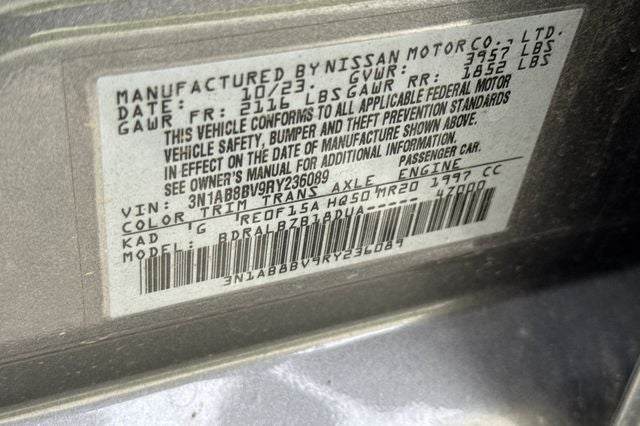 MANUFACTURED BY NISSAN MOTOR CO., LTD.
DATE: 10/23. GVWR: 3957 LBS
GAWR FR: 2116 LBS GAWR RR: 1852 LBS
THIS VEHICLE CONFORMS TO ALL APPLICABLE FEDERAL MOTOR
VEHICLE SAFETY, BUMPER AND THEFT PREVENTION STANDARDS
IN EFFECT ON THE DATE OF MANUFACTURE SHOWN ABOVE.
SEE OWNER'S MANUAL FOR ADDITIONAL INFORMATION.
VIN: 3N1AB8BV9RY236089 PASSENGER CAR.
COLOR TRIM TRANS AXLE ENGINE
KAD G RE0F15A HQ50 MR20 1997 CC
MODEL: BDRALBZB18DUA----- 47000
3N1AB8BV9RY236089